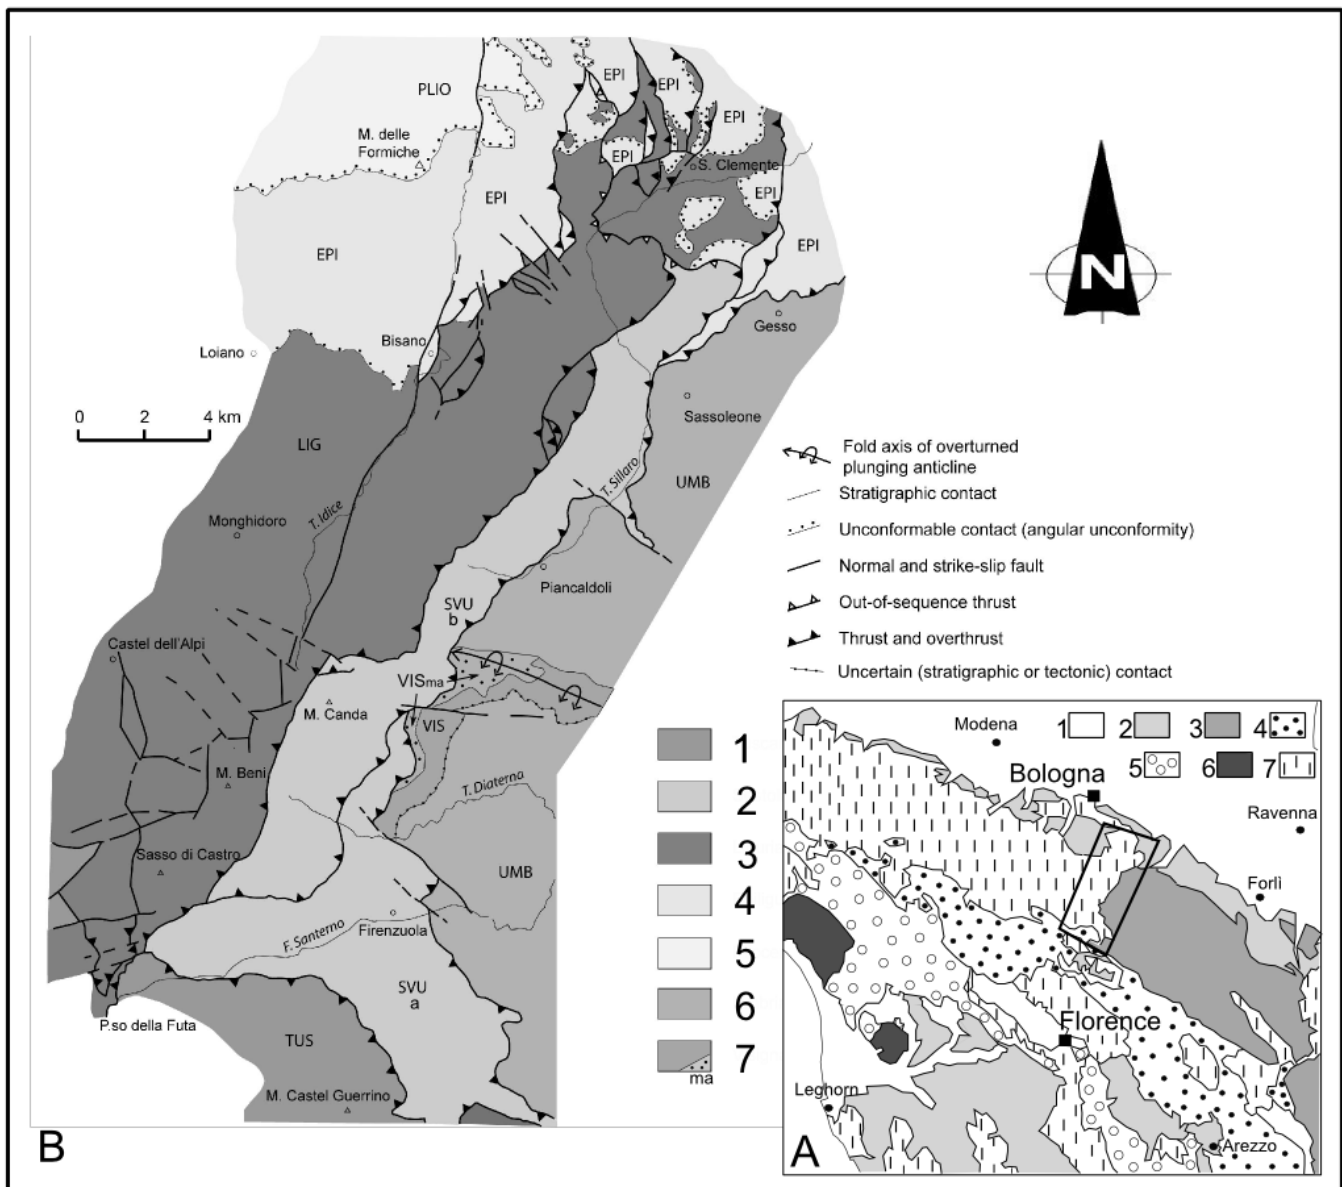 PLIO
EPI
EPI
EPI
M. delle
Formiche
EPI
S. Clemente
EPI
EPI
EPI
EPI
EPI
N
Gesso
Bisano
Loiano
0 2 4 km
Sassoleone
LIG
T. Sillaro
UMB
T. Idice
Monghidoro
Piancaldoli
SVU
b
Castel dell'Alpi
VISma
M. Canda
VIS
M. Beni
T. Diaterna
Sasso di Castro
UMB
F. Santerno
Firenzuola
SVU
a
P.so della Futa
TUS
M. Castel Guerrino
B
Fold axis of overturned
plunging anticline
Stratigraphic contact
Unconformable contact (angular unconformity)
Normal and strike-slip fault
Out-of-sequence thrust
Thrust and overthrust
Uncertain (stratigraphic or tectonic) contact
1
2
3
4
5
6
7
ma
Modena
1 2 3 4
5 6 7
Bologna
Ravenna
Forlì
Florence
Leghorn
Arezzo
A